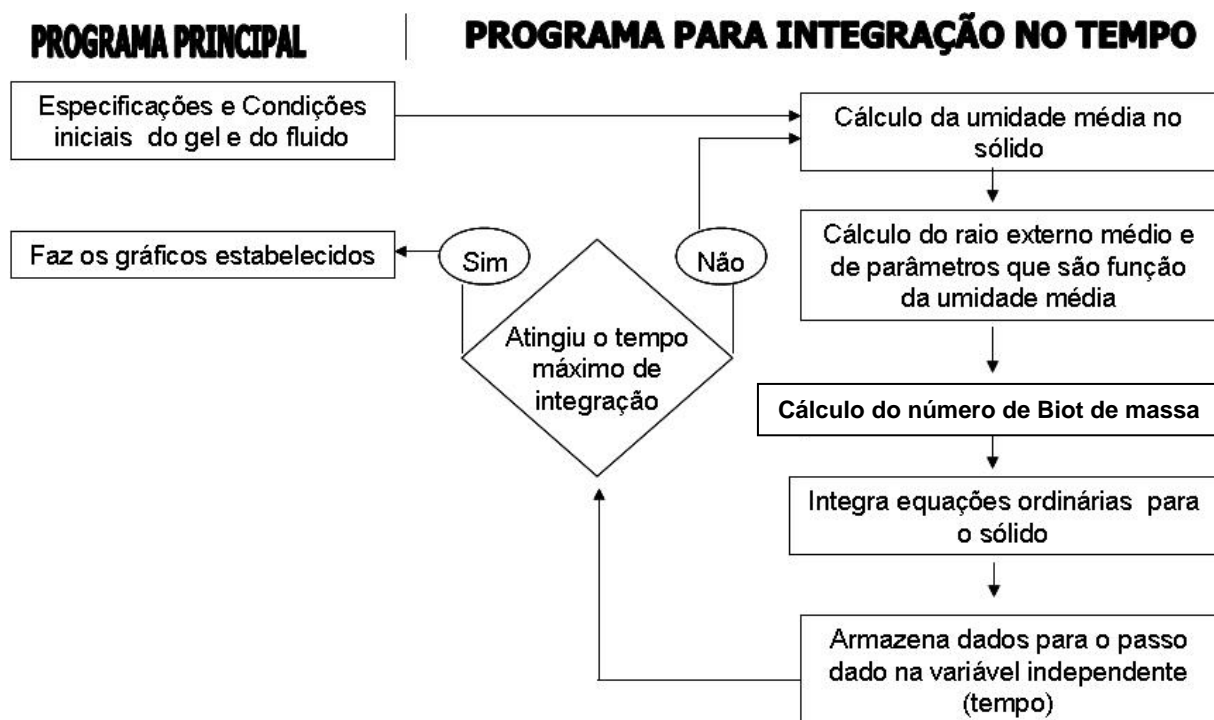 PROGRAMA PRINCIPAL
PROGRAMA PARA INTEGRAÇÃO NO TEMPO
Especificações e Condições
iniciais do gel e do fluido
Cálculo da umidade média no
sólido
Faz os gráficos estabelecidos
Sim
Não
Cálculo do raio externo médio e
de parâmetros que são função
da umidade média
Atingiu o tempo
máximo de
integração
Cálculo do número de Biot de massa
Integra equações ordinárias para
o sólido
Armazena dados para o passo
dado na variável independente
(tempo)